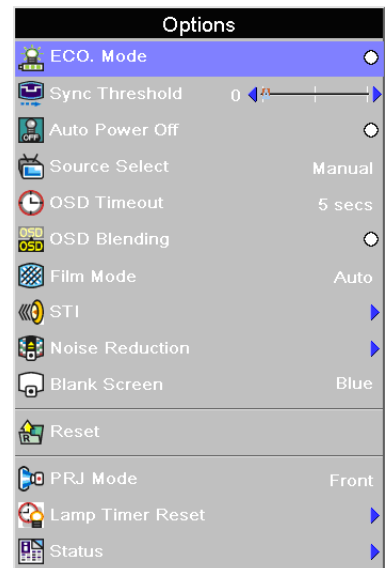 Options
ECO. Mode
Sync Threshold 0
OFF Auto Power Off
Source Select Manual
OSD Timeout 5 secs
OSD
OSD OSD Blending
Film Mode Auto
STI
Noise Reduction
Blank Screen Blue
R Reset
PRJ Mode Front
Lamp Timer Reset
Status